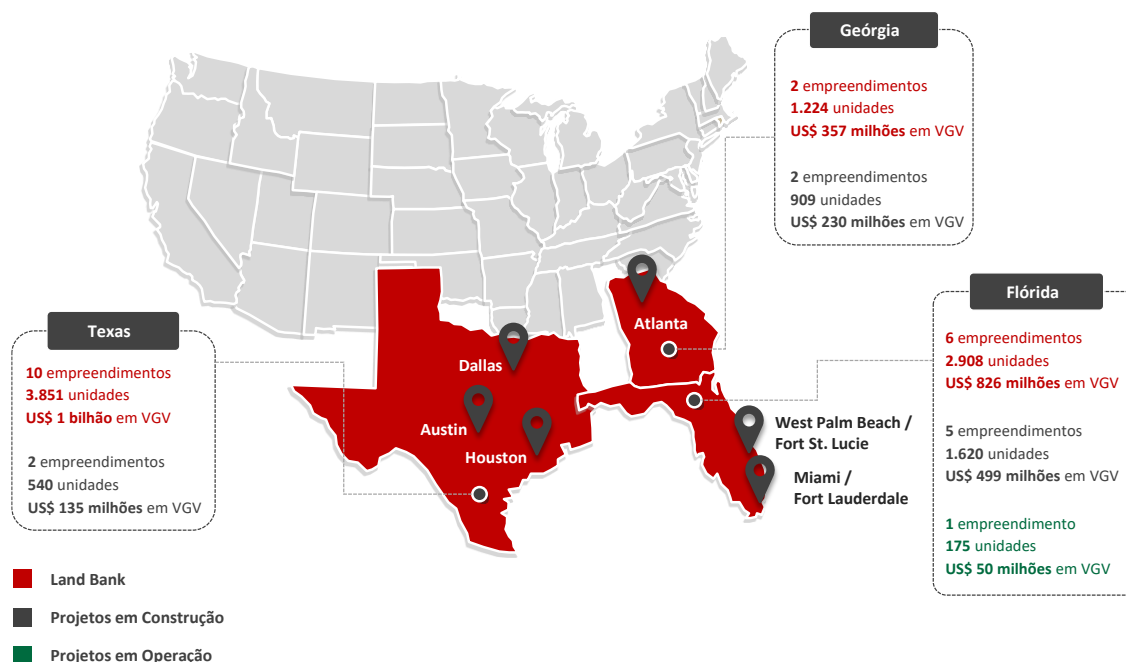 Geórgia
2 empreendimentos
1.224 unidades
US$ 357 milhões em VGV
2 empreendimentos
909 unidades
US$ 230 milhões em VGV
Flórida
6 empreendimentos
2.908 unidades
US$ 826 milhões em VGV
5 empreendimentos
1.620 unidades
US$ 499 milhões em VGV
1 empreendimento
175 unidades
US$ 50 milhões em VGV
Texas
10 empreendimentos
3.851 unidades
US$ 1 bilhão em VGV
2 empreendimentos
540 unidades
US$ 135 milhões em VGV
Atlanta
Dallas
Austin
Houston
West Palm Beach /
Fort St. Lucie
Miami /
Fort Lauderdale
Land Bank
Projetos em Construção
Projetos em Operação